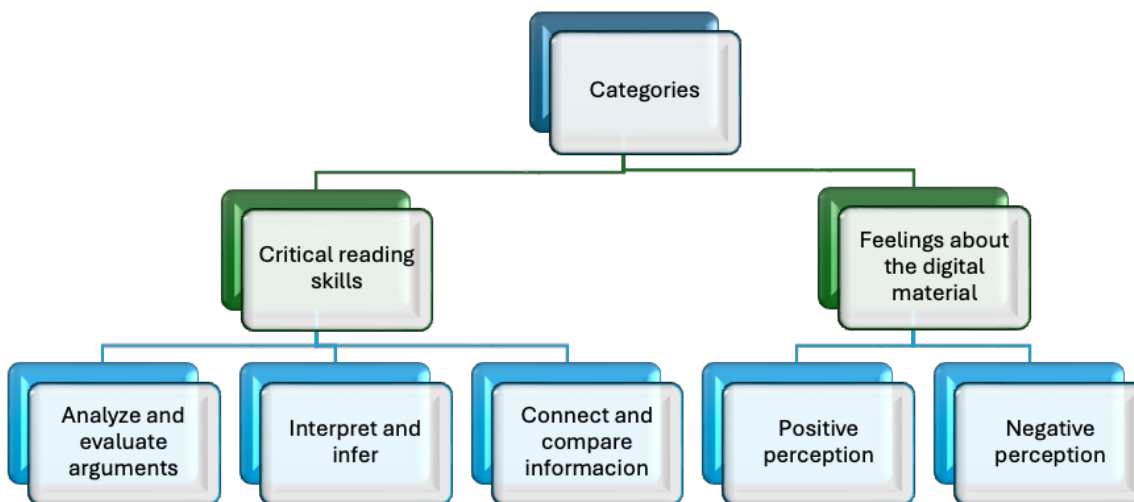 Categories
Critical reading
skills
Feelings about
the digital
material
Analyze and
evaluate
arguments
Interpret and
infer
Connect and
compare
informacion
Positive
perception
Negative
perception